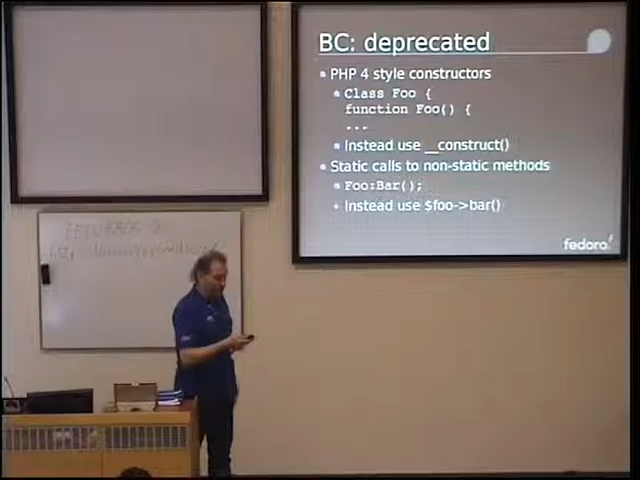 BC: deprecated
• PHP 4 style constructors
• Class Foo {
function Foo() {
...
• Instead use __construct()
• Static calls to non-static methods
• Foo:Bar();
• Instead use $foo->bar()
fedora